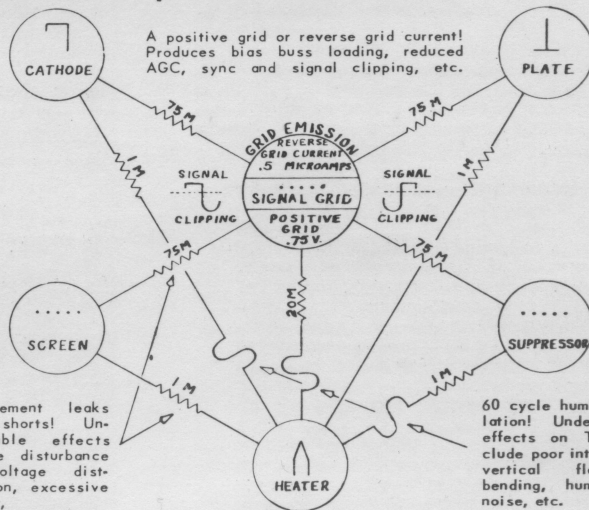 A positive grid or reverse grid current!
Produces bias buss loading, reduced
AGC, sync and signal clipping, etc.
CATHODE
PLATE
75M
75M
1M
1M
GRID EMISSION
REVERSE
GRID CURRENT
.5 MICROAMPS
SIGNAL GRID
POSITIVE
GRID
.75V.
SIGNAL
CLIPPING
SIGNAL
CLIPPING
75M
75M
20M
SCREEN
SUPPRESSOR
1M
1M
HEATER
ement leaks
shorts! Un-
ble effects
e disturbance
oltage dist-
on, excessive
60 cycle hum
lation! Unde
effects on T
clude poor int
vertical fl
bending, hum
noise, etc.